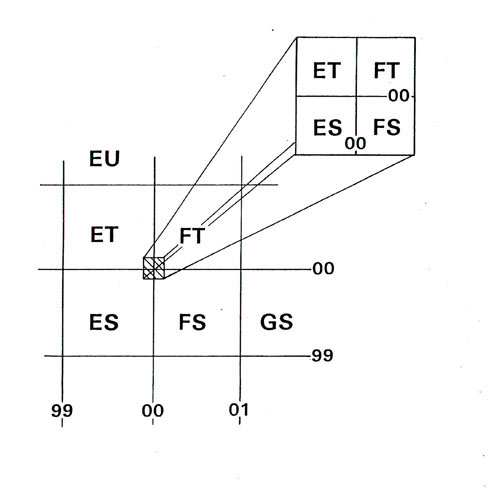 ET FT
00
ES FS
00
EU
ET FT
00
ES FS GS
99
99 00 01